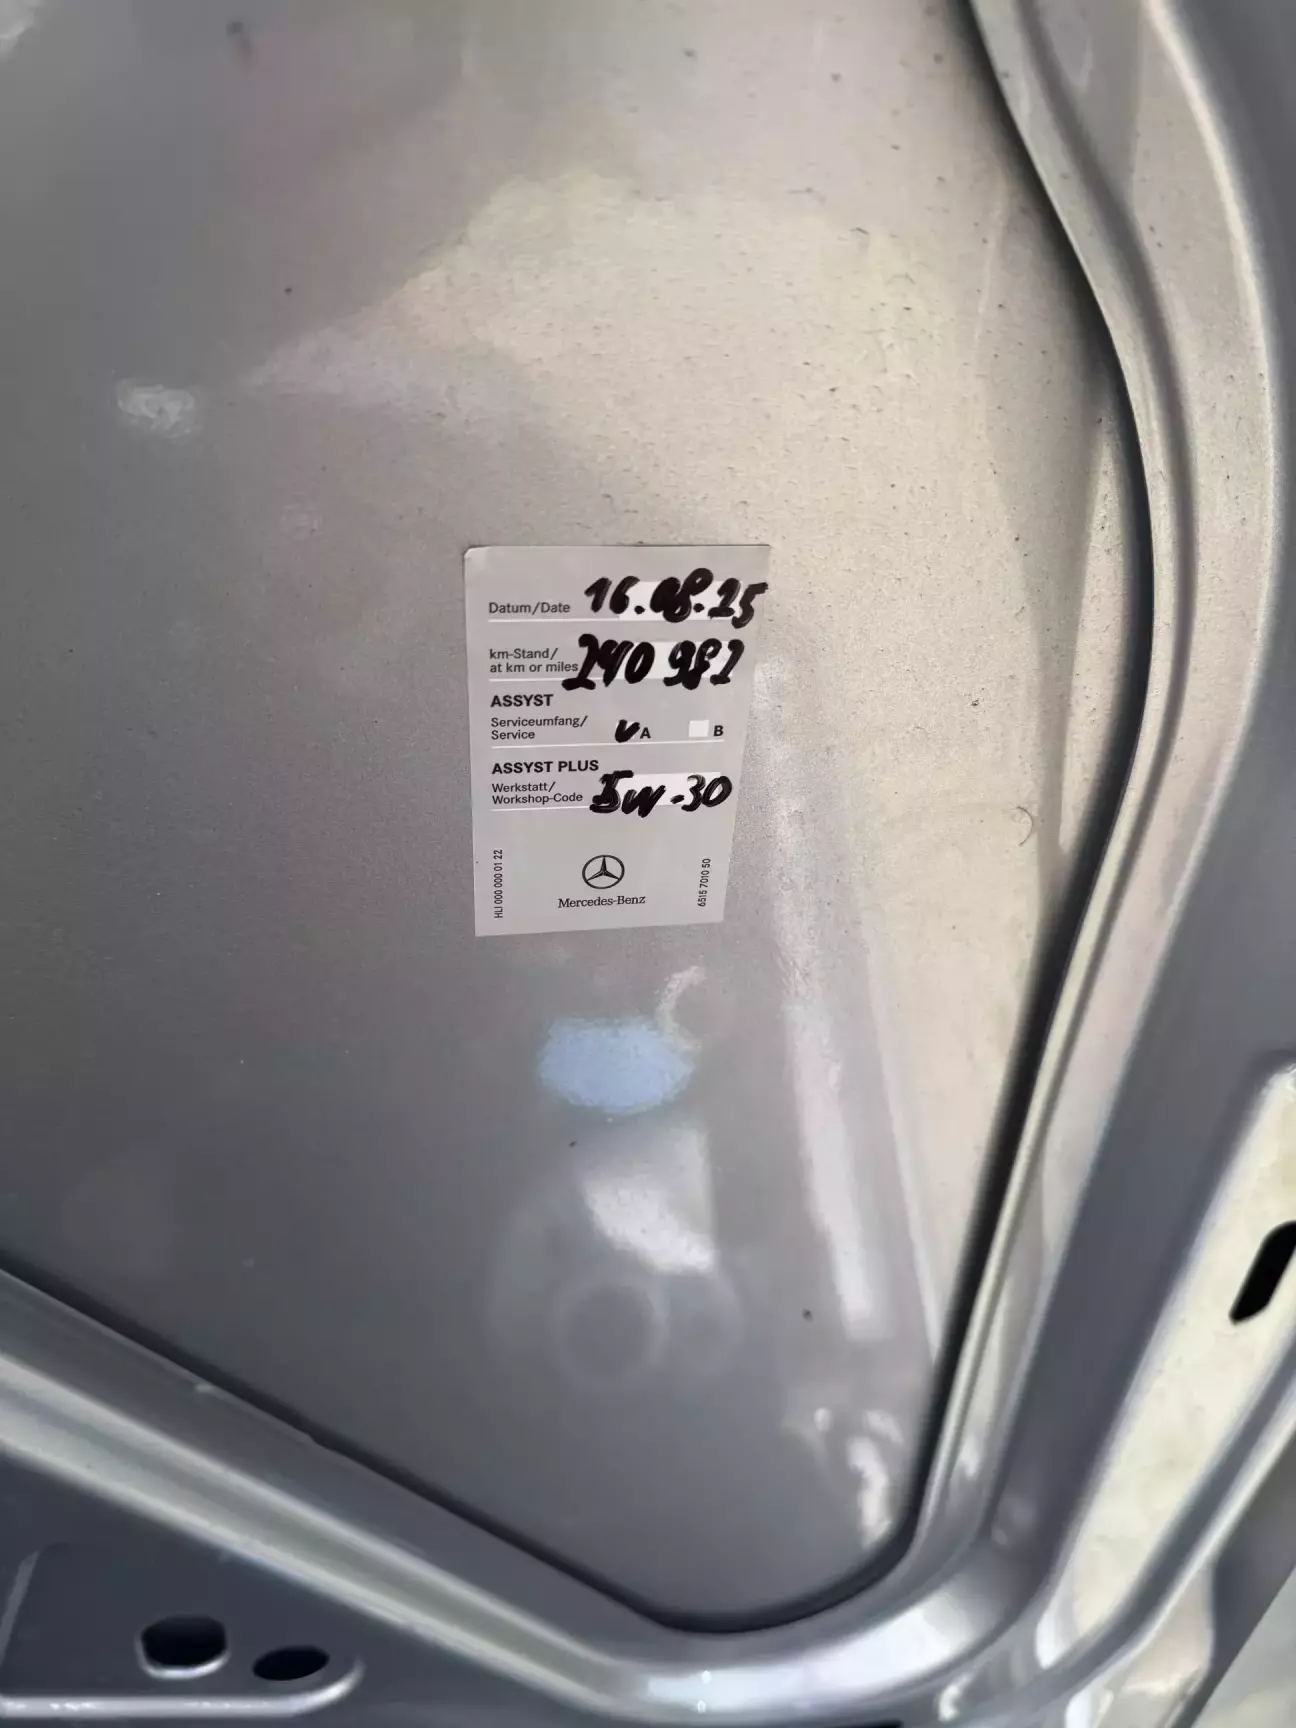 Datum/Date 16.08.25
km-Stand/
at km or miles 240 982
ASSYST
Serviceumfang/
Service ✓ A B
ASSYST PLUS
Werkstatt/
Workshop-Code 5W-30
HLI 000 000 01 22
6515 7010 50
Mercedes-Benz